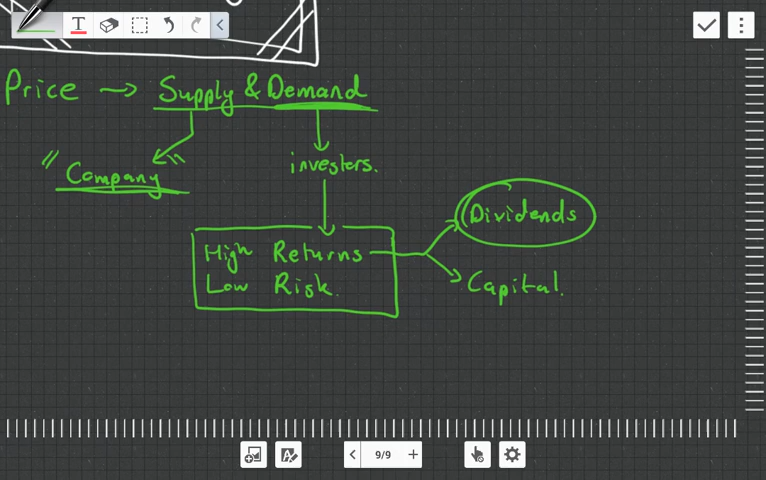 T
Price → Supply & Demand
"Company"
investers.
High Returns
Low Risk.
Dividends
Capital.
9/9